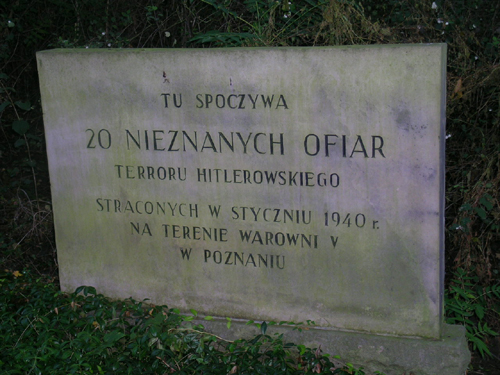 TU SPOCZYWA
20 NIEZNANYCH OFIAR
TERRORU HITLEROWSKIEGO
STRACONYCH W STYCZNIU 1940 r.
NA TERENIE WAROWNI V
W POZNANIU